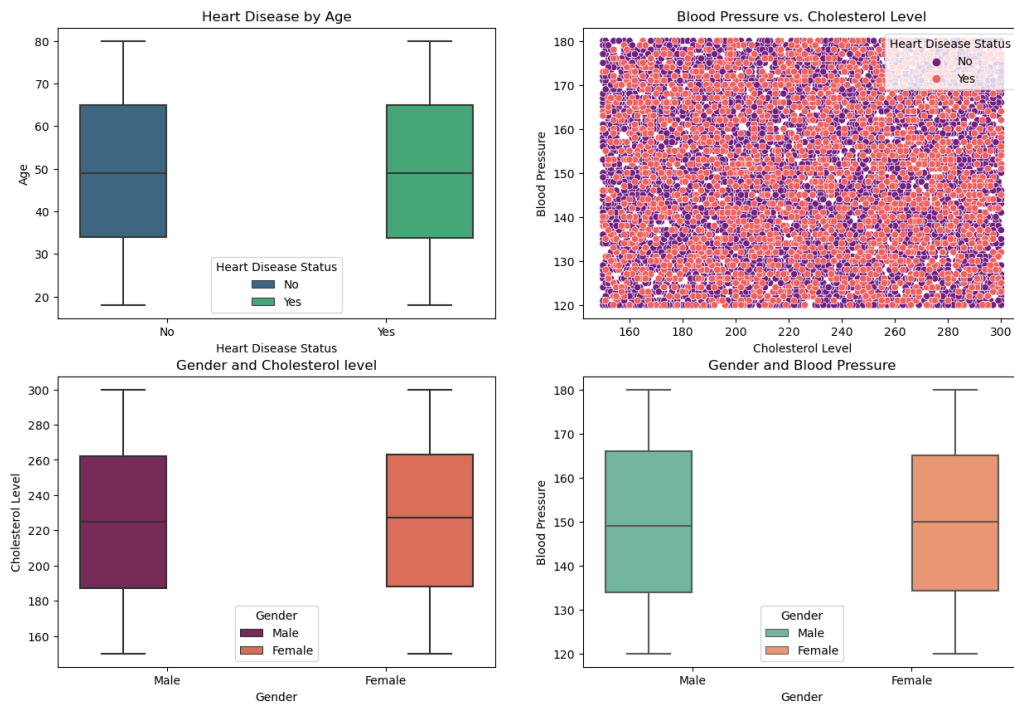 Heart Disease by Age
Age
80
70
60
50
40
30
20
Heart Disease Status
No
Yes
No Yes
Heart Disease Status
Blood Pressure vs. Cholesterol Level
Blood Pressure
180
170
160
150
140
130
120
Heart Disease Status
No
Yes
160 180 200 220 240 260 280 300
Cholesterol Level
Gender and Cholesterol level
Cholesterol Level
300
280
260
240
220
200
180
160
Gender
Male
Female
Male Female
Gender
Gender and Blood Pressure
Blood Pressure
180
170
160
150
140
130
120
Gender
Male
Female
Male Female
Gender